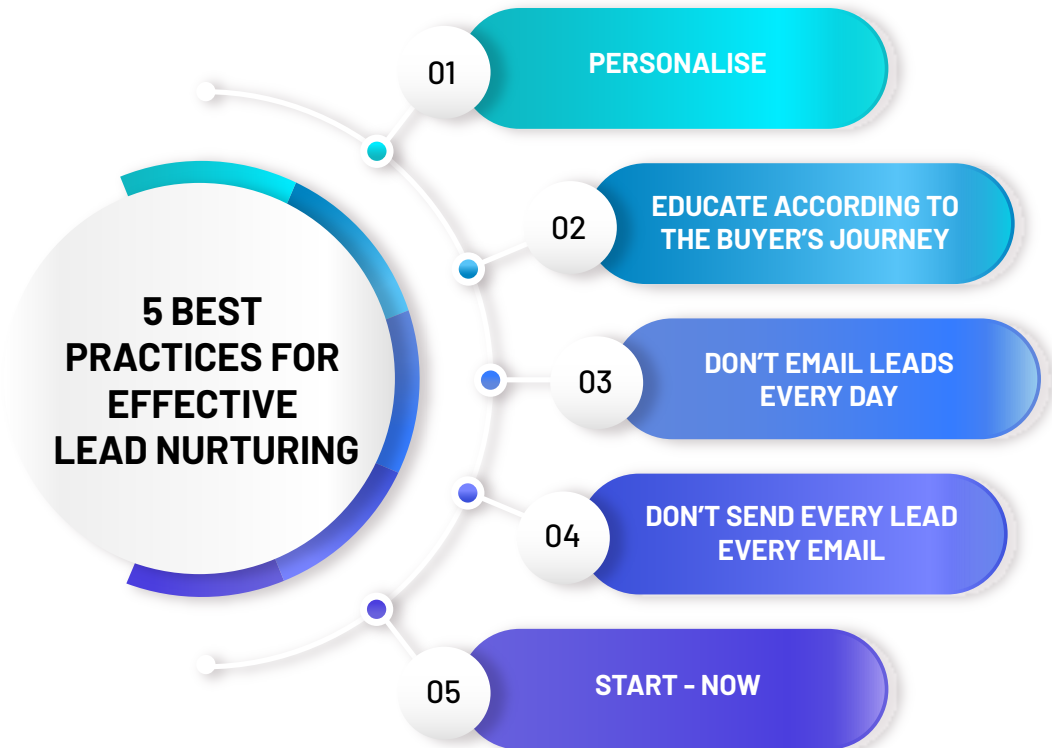 5 BEST
PRACTICES FOR
EFFECTIVE
LEAD NURTURING
01
PERSONALISE
02
EDUCATE ACCORDING TO
THE BUYER'S JOURNEY
03
DON'T EMAIL LEADS
EVERY DAY
04
DON'T SEND EVERY LEAD
EVERY EMAIL
05
START - NOW